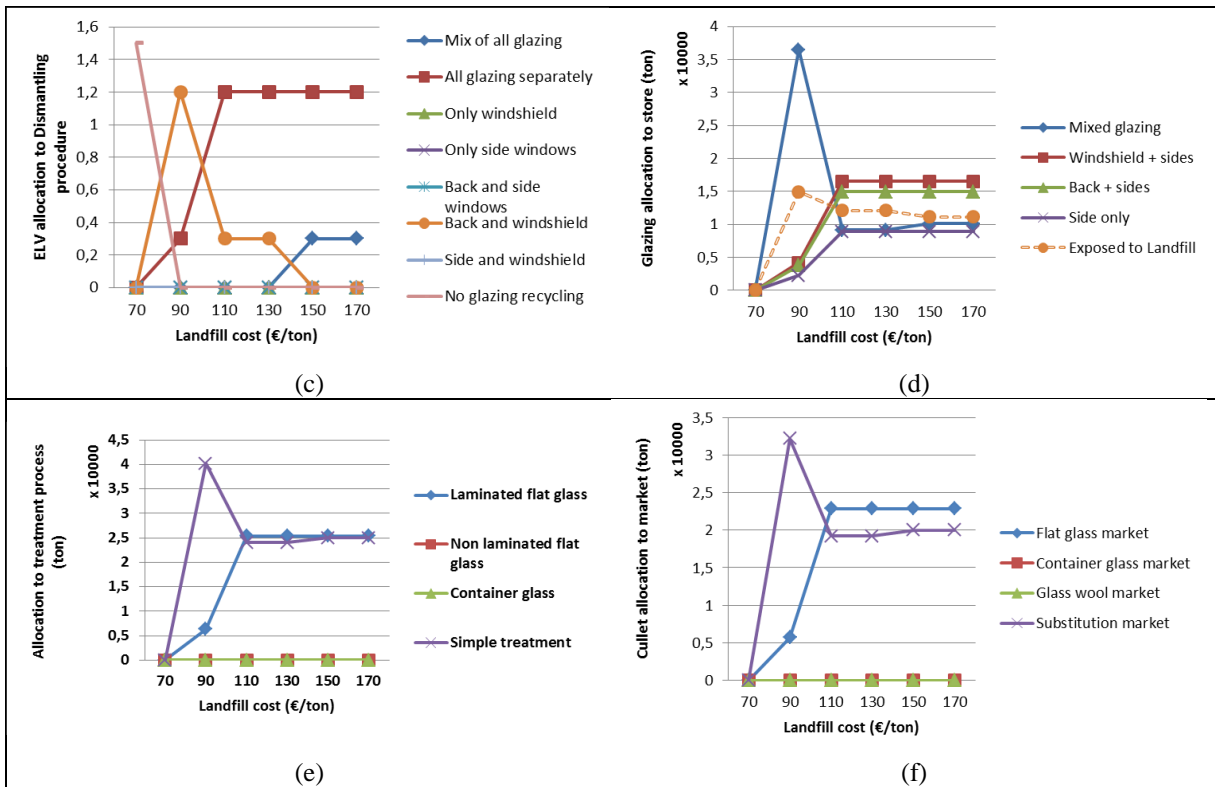 ELV allocation to Dismantling
procedure
1,6
1,4
1,2
1
0,8
0,6
0,4
0,2
0
70 90 110 130 150 170
Landfill cost (€/ton)
Mix of all glazing
All glazing separately
Only windshield
Only side windows
Back and side
windows
Back and windshield
Side and windshield
No glazing recycling
(c)
Glazing allocation to store (ton)
x 10000
4
3,5
3
2,5
2
1,5
1
0,5
0
70 90 110 130 150 170
Landfill cost (€/ton)
Mixed glazing
Windshield + sides
Back + sides
Side only
Exposed to Landfill
(d)
Allocation to treatment process
(ton)
x 10000
4,5
4
3,5
3
2,5
2
1,5
1
0,5
0
70 90 110 130 150 170
Landfill cost (€/ton)
Laminated flat glass
Non laminated flat
glass
Container glass
Simple treatment
(e)
Cullet allocation to market (ton)
x 10000
3,5
3
2,5
2
1,5
1
0,5
0
70 90 110 130 150 170
Landfill cost (€/ton)
Flat glass market
Container glass market
Glass wool market
Substitution market
(f)